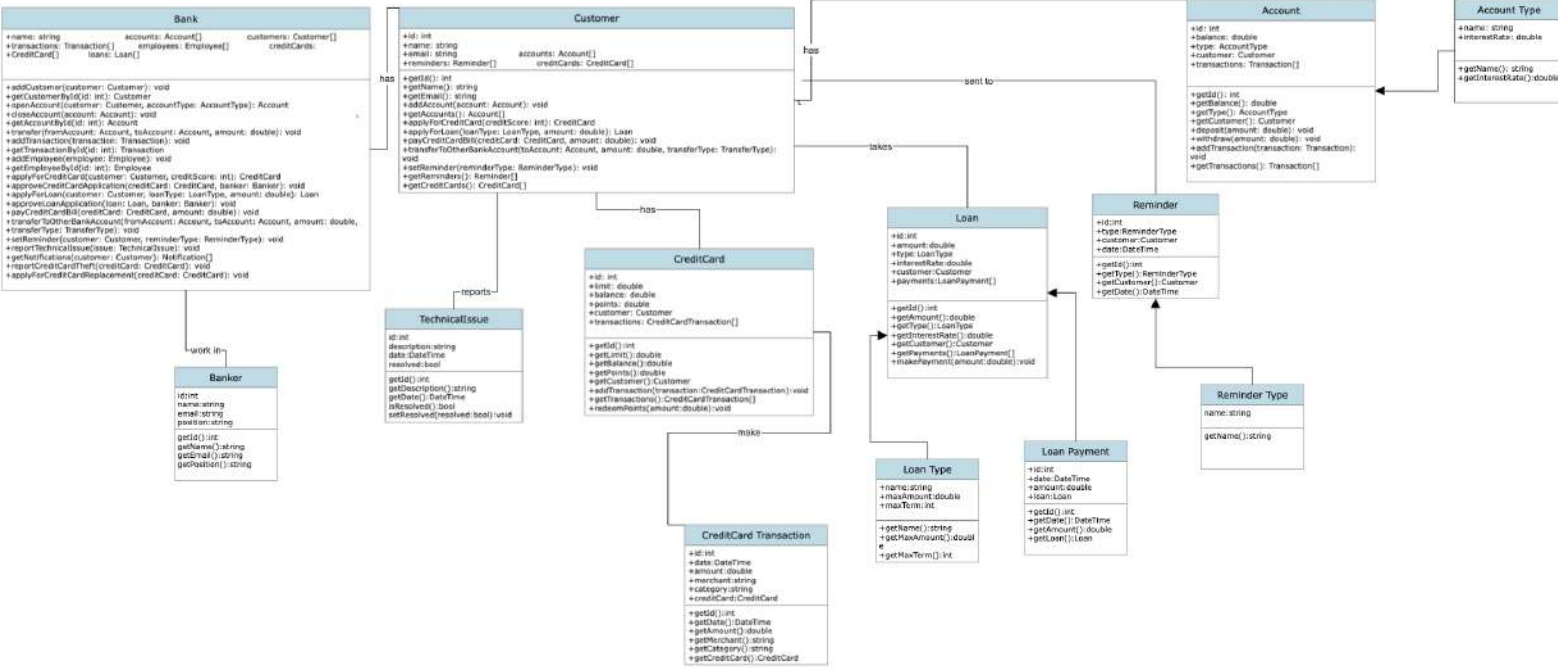 Bank
+name: string accounts: Account[] customers: Customer[]
+transactions: Transaction[] employees: Employee[] creditCards:
+CreditCard[] loans: Loan[]
+addCustomer(customer: Customer): void
+getCustomerById(id: int): Customer
+openAccount(customer: Customer, accountType: AccountType): Account
+closeAccount(account: Account): void
+getAccountById(id: int): Account
+transfer(fromAccount: Account, toAccount: Account, amount: double): void
+addTransaction(transaction: Transaction): void
+getTransactionById(id: int): Transaction
+addEmployee(employee: Employee): void
+getEmployeeById(id: int): Employee
+applyForCreditCard(customer: Customer, creditScore: int): CreditCard
+approveCreditCardApplication(creditCard: CreditCard, banker: Banker): void
+applyForLoan(customer: Customer, loanType: LoanType, amount: double): Loan
+approveLoanApplication(loan: Loan, banker: Banker): void
+payCreditCardBill(creditCard: CreditCard, amount: double): void
+transferToOtherBankAccount(fromAccount: Account, toAccount: Account, amount: double,
+transferType: TransferType): void
+setReminder(customer: Customer, reminderType: ReminderType): void
+reportTechnicalIssue(issue: TechnicalIssue): void
+getNotifications(customer: Customer): Notification[]
+reportCreditCardTheft(creditCard: CreditCard): void
+applyForCreditCardReplacement(creditCard: CreditCard): void
has
Customer
+id: int
+name: string
+email: string accounts: Account[]
+reminders: Reminder[] creditCards: CreditCard[]
+getId(): int
+getName(): string
+getEmail(): string
+addAccount(account: Account): void
+getAccounts(): Account[]
+applyForCreditCard(creditScore: int): CreditCard
+applyForLoan(loanType: LoanType, amount: double): Loan
+payCreditCardBill(creditCard: CreditCard, amount: double): void
+transferToOtherBankAccount(toAccount: Account, amount: double, transferType: TransferType):
void
+setReminder(reminderType: ReminderType): void
+getReminders(): Reminder[]
+getCreditCards(): CreditCard[]
has
sent to
takes
Account
+id: int
+balance: double
+type: AccountType
+customer: Customer
+transactions: Transaction[]
+getId(): int
+getBalance(): double
+getType(): AccountType
+getCustomer(): Customer
+deposit(amount: double): void
+withdraw(amount: double): void
+addTransaction(transaction: Transaction):
void
+getTransactions(): Transaction[]
Account Type
+name: string
+interestRate: double
+getName(): string
+getInterestRate():double
has
reports
work in
Banker
id:int
name:string
email:string
position:string
getId():int
getName():string
getEmail():string
getPosition():string
TechnicalIssue
id:int
description:string
date:DateTime
resolved:bool
getId():int
getDescription():string
getDate():DateTime
isResolved():bool
setResolved(resolved:bool):void
CreditCard
+id: int
+limit: double
+balance: double
+points: double
+customer: Customer
+transactions: CreditCardTransaction[]
+getId():int
+getLimit():double
+getBalance():double
+getPoints():double
+getCustomer():Customer
+addTransaction(transaction:CreditCardTransaction):void
+getTransactions():CreditCardTransaction[]
+redeemPoints(amount:double):void
make
CreditCard Transaction
+id:int
+date:DateTime
+amount:double
+merchant:string
+category:string
+creditCard:CreditCard
+getId():int
+getDate():DateTime
+getAmount():double
+getMerchant():string
+getCategory():string
+getCreditCard():CreditCard
Loan
+id:int
+amount:double
+type: LoanType
+interestRate:double
+customer:Customer
+payments:LoanPayment[]
+getId():int
+getAmount():double
+getType():LoanType
+getInterestRate():double
+getCustomer():Customer
+getPayments():LoanPayment[]
+makePayment(amount:double):void
Reminder
+id:int
+type:ReminderType
+customer:Customer
+date:DateTime
+getId():int
+getType():ReminderType
+getCustomer():Customer
+getDate():DateTime
Reminder Type
name:string
getName():string
Loan Type
+name:string
+maxAmount:double
+maxTerm:int
+getName():string
+getMaxAmount():doubl
e
+getMaxTerm():int
Loan Payment
+id:int
+date:DateTime
+amount:double
+loan:Loan
+getId():int
+getDate():DateTime
+getAmount():double
+getLoan():Loan